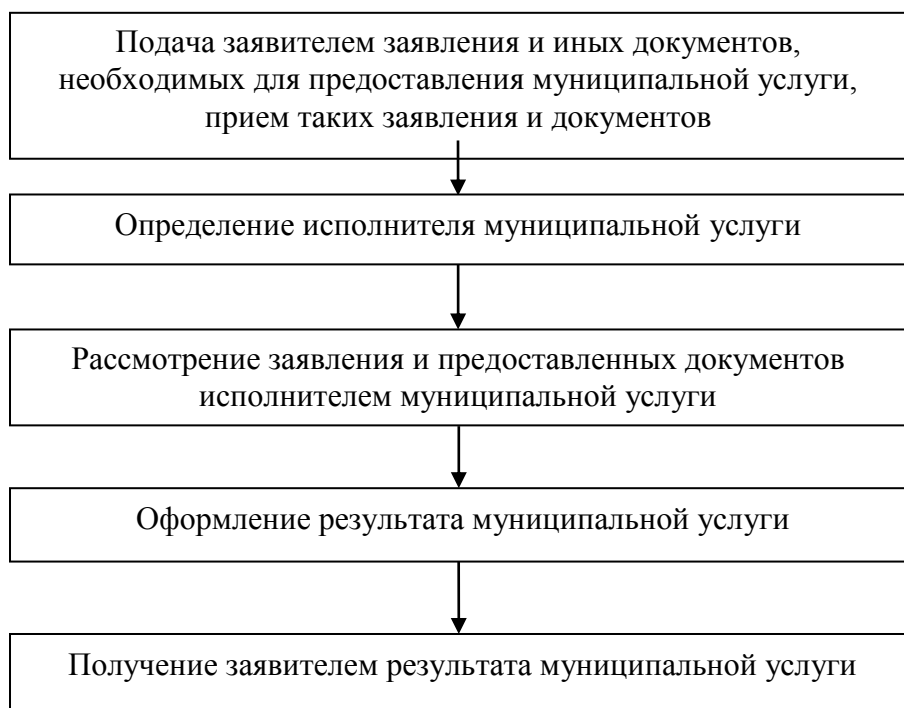 Подача заявителем заявления и иных документов,
необходимых для предоставления муниципальной услуги,
прием таких заявления и документов
Определение исполнителя муниципальной услуги
Рассмотрение заявления и предоставленных документов
исполнителем муниципальной услуги
Оформление результата муниципальной услуги
Получение заявителем результата муниципальной услуги